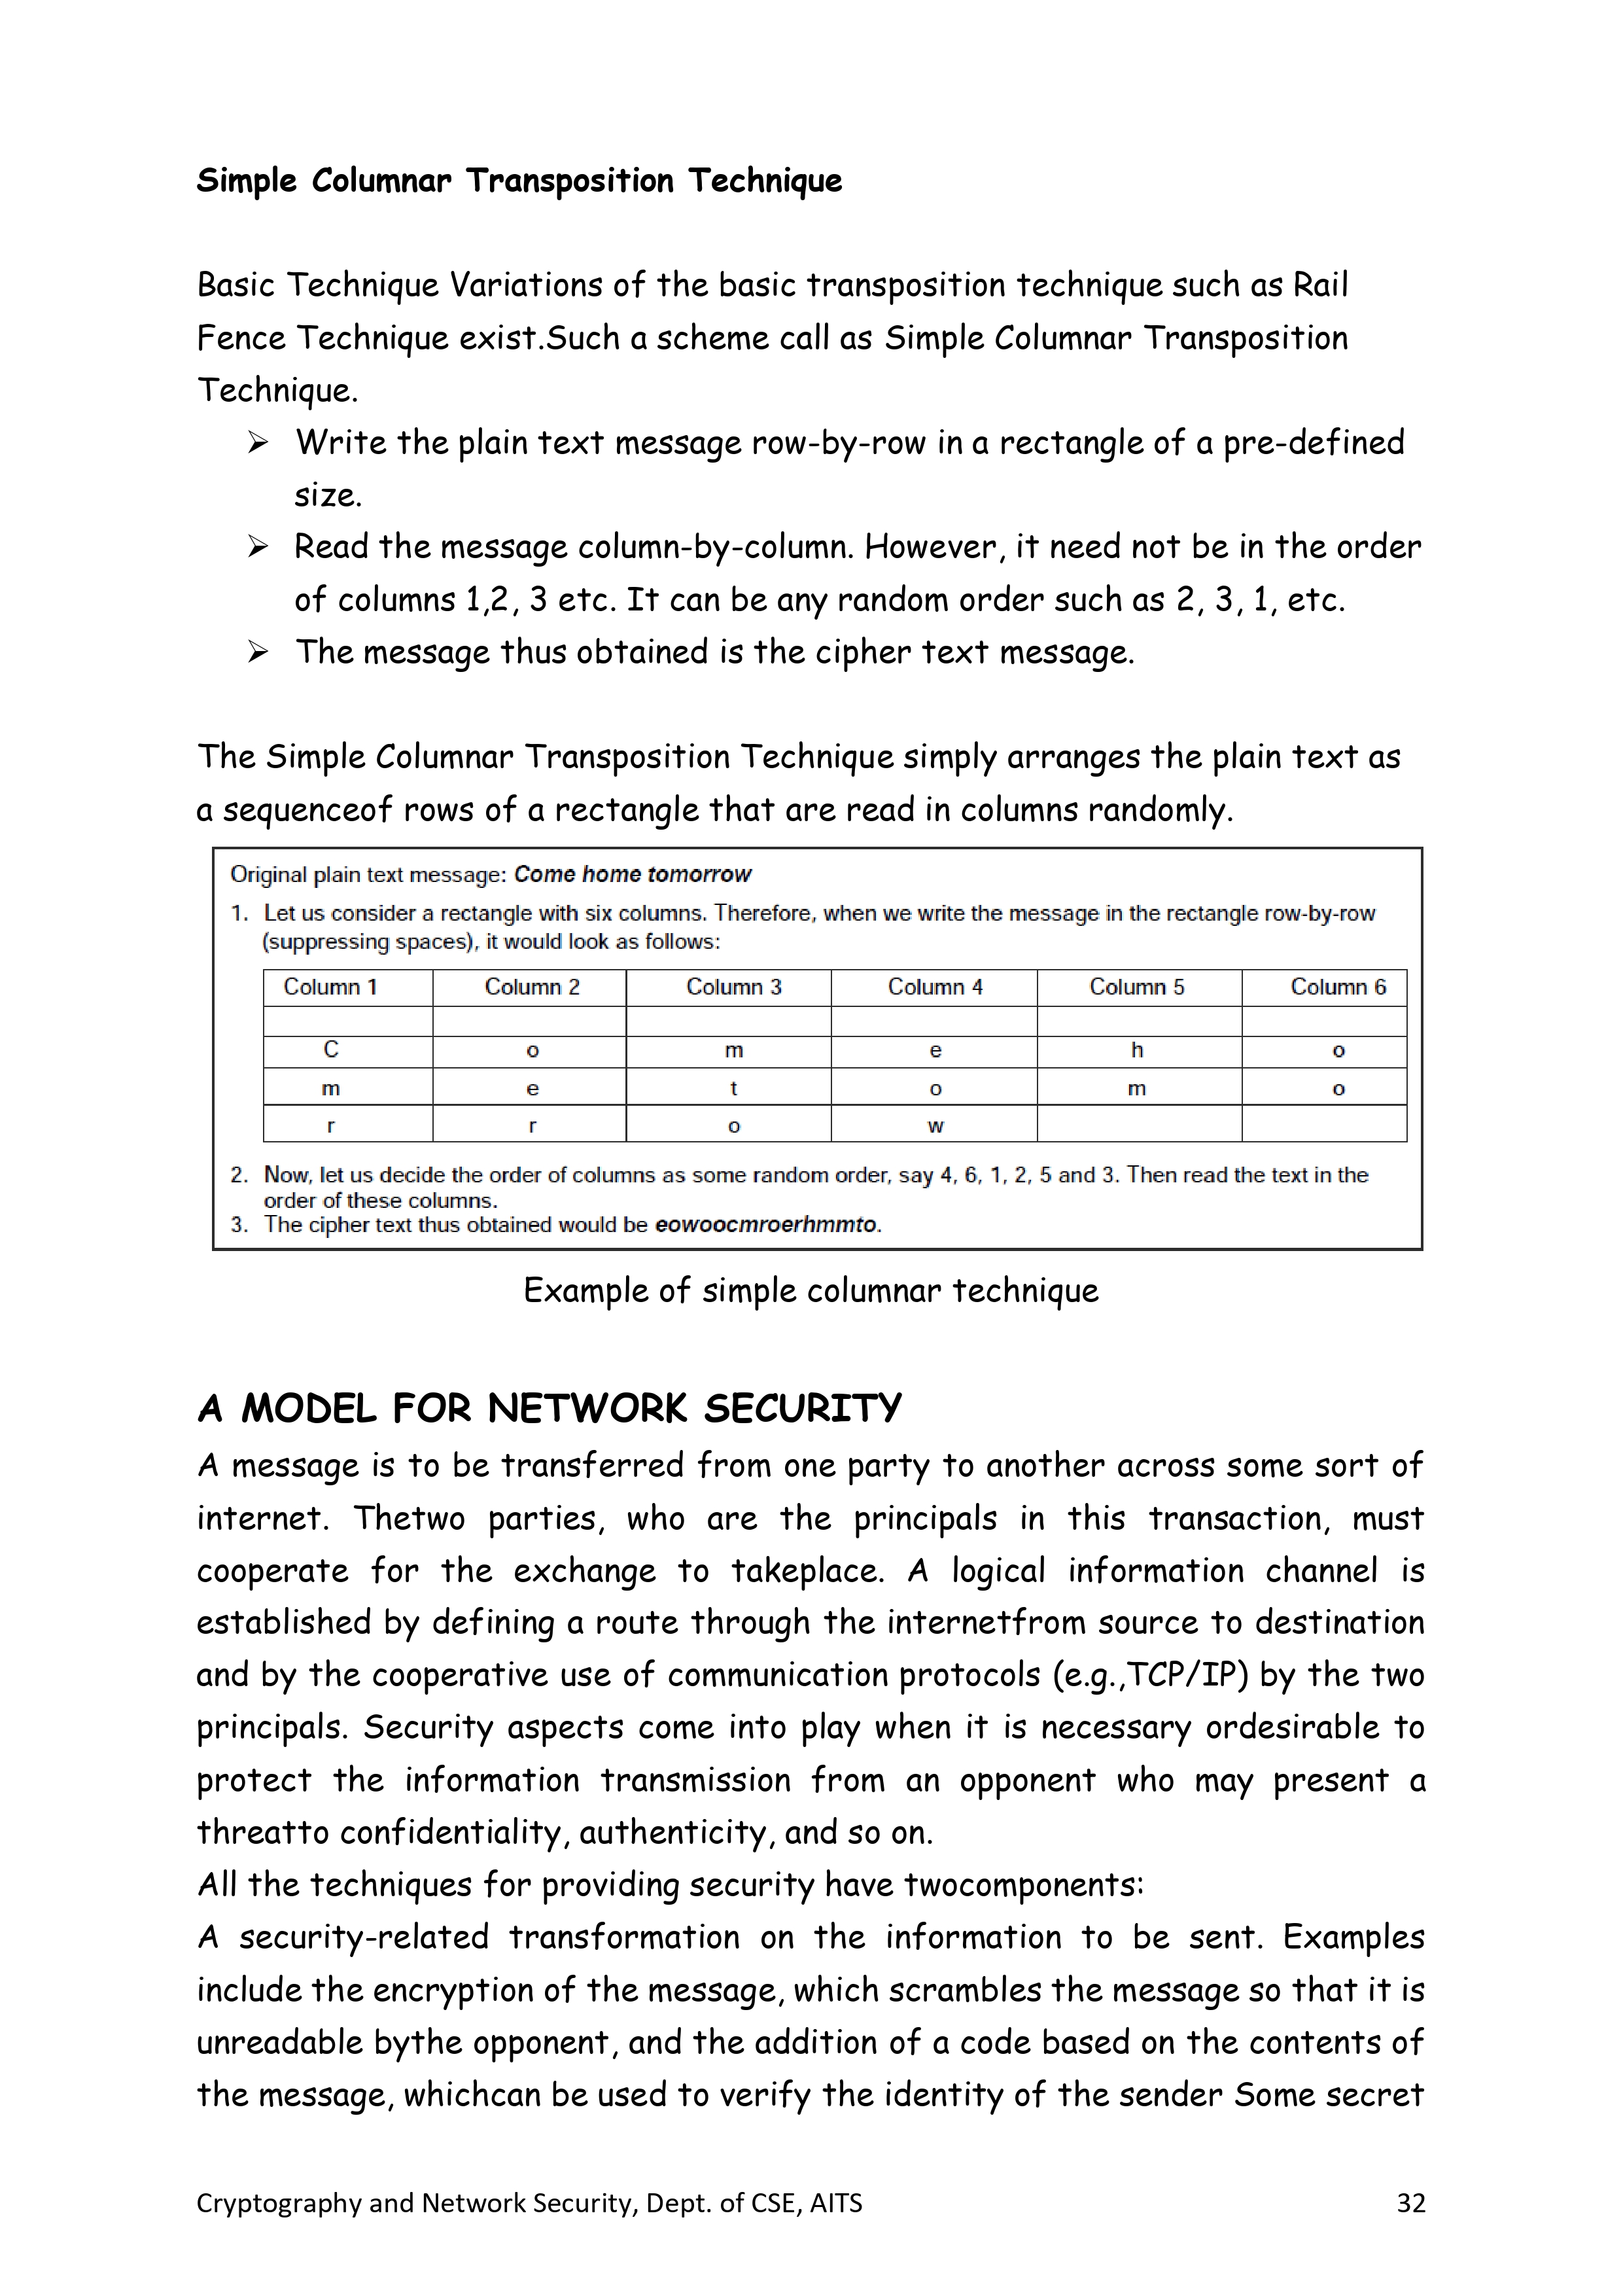 Simple Columnar Transposition Technique
Basic Technique Variations of the basic transposition technique such as Rail
Fence Technique exist.Such a scheme call as Simple Columnar Transposition
Technique.
➢ Write the plain text message row-by-row in a rectangle of a pre-defined
size.
➢ Read the message column-by-column. However, it need not be in the order
of columns 1,2, 3 etc. It can be any random order such as 2, 3, 1, etc.
➢ The message thus obtained is the cipher text message.
The Simple Columnar Transposition Technique simply arranges the plain text as
a sequenceof rows of a rectangle that are read in columns randomly.
Original plain text message: Come home tomorrow
1. Let us consider a rectangle with six columns. Therefore, when we write the message in the rectangle row-by-row
(suppressing spaces), it would look as follows:
Column 1 Column 2 Column 3 Column 4 Column 5 Column 6
C o m e h o
m e t o m o
r r o w
2. Now, let us decide the order of columns as some random order, say 4, 6, 1, 2, 5 and 3. Then read the text in the
order of these columns.
3. The cipher text thus obtained would be eowoocmroerhmmto.
Example of simple columnar technique
A MODEL FOR NETWORK SECURITY
A message is to be transferred from one party to another across some sort of
internet. Thetwo parties, who are the principals in this transaction, must
cooperate for the exchange to takeplace. A logical information channel is
established by defining a route through the internetfrom source to destination
and by the cooperative use of communication protocols (e.g.,TCP/IP) by the two
principals. Security aspects come into play when it is necessary ordesirable to
protect the information transmission from an opponent who may present a
threatto confidentiality, authenticity, and so on.
All the techniques for providing security have twocomponents:
A security-related transformation on the information to be sent. Examples
include the encryption of the message, which scrambles the message so that it is
unreadable bythe opponent, and the addition of a code based on the contents of
the message, whichcan be used to verify the identity of the sender Some secret
Cryptography and Network Security, Dept. of CSE, AITS 32